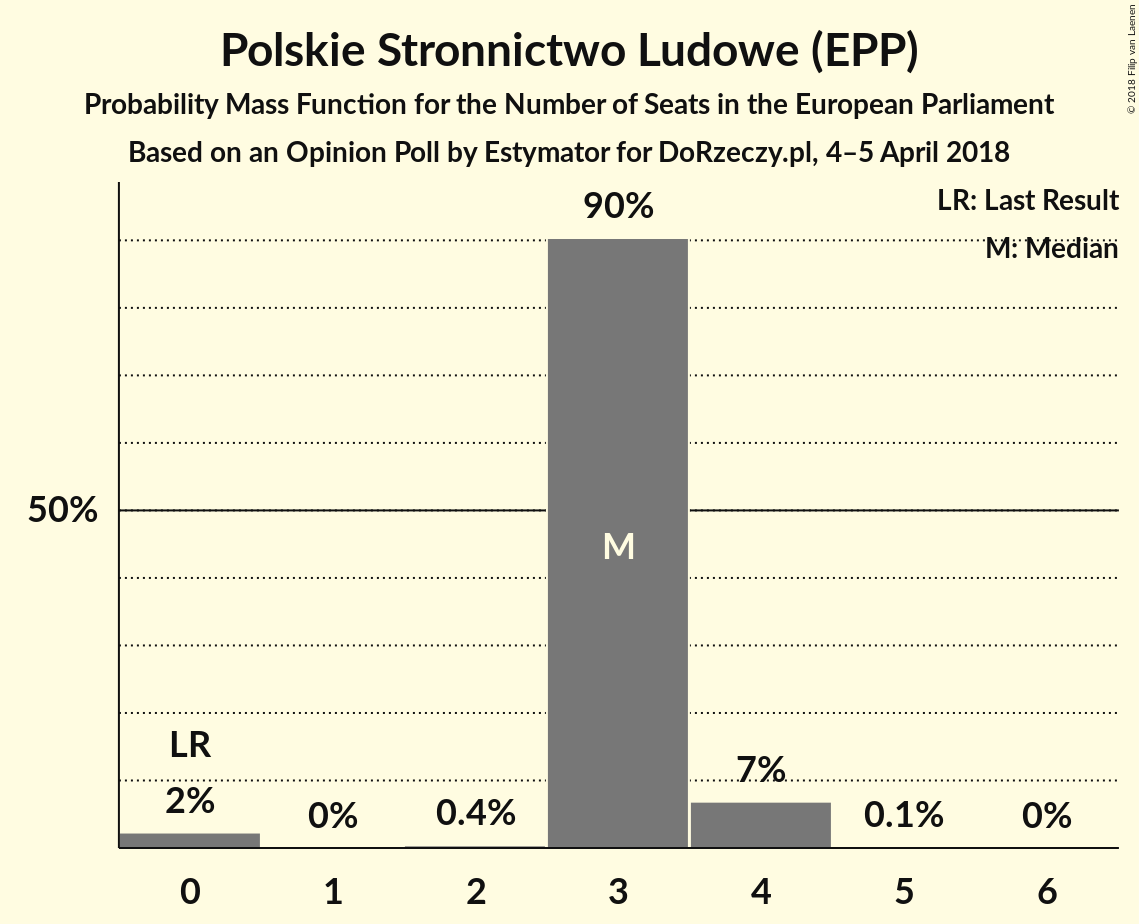 Polskie Stronnictwo Ludowe (EPP)
Probability Mass Function for the Number of Seats in the European Parliament
Based on an Opinion Poll by Estymator for DoRzeczy.pl, 4–5 April 2018
© 2018 Filip van Laenen
LR: Last Result
M: Median
90%
50%
M
LR
2%
0%
0.4%
7%
0.1%
0%
0 1 2 3 4 5 6